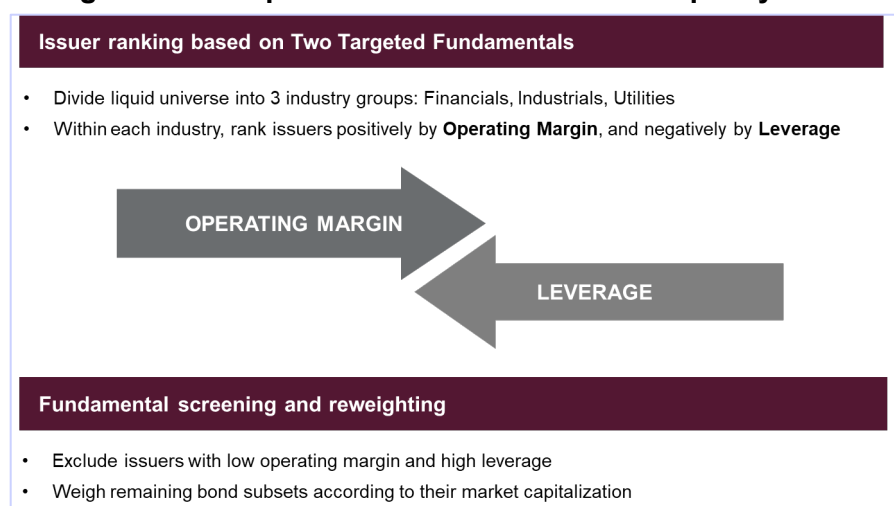 Issuer ranking based on Two Targeted Fundamentals
• Divide liquid universe into 3 industry groups: Financials, Industrials, Utilities
• Within each industry, rank issuers positively by Operating Margin, and negatively by Leverage
OPERATING MARGIN
LEVERAGE
Fundamental screening and reweighting
• Exclude issuers with low operating margin and high leverage
• Weigh remaining bond subsets according to their market capitalization